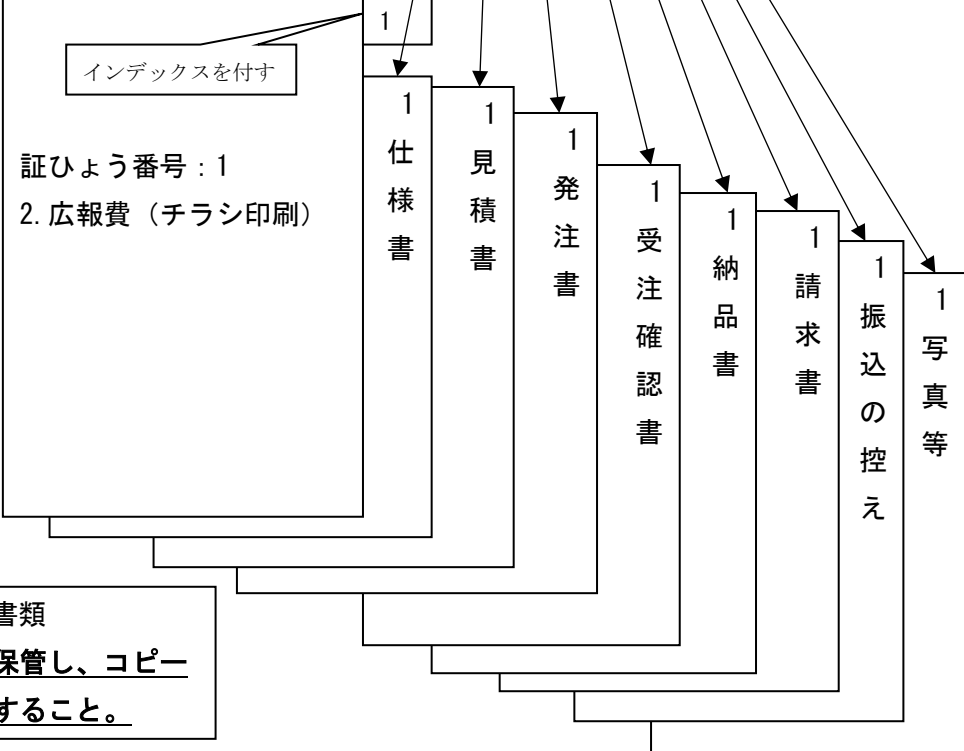 1
インデックスを付す
証ひょう番号：1
2.広報費（チラシ印刷）
1仕様書
1見積書
1発注書
1受注確認書
1納品書
1請求書
1振込の控え
1写真等
書類
保管し、コピー
すること。